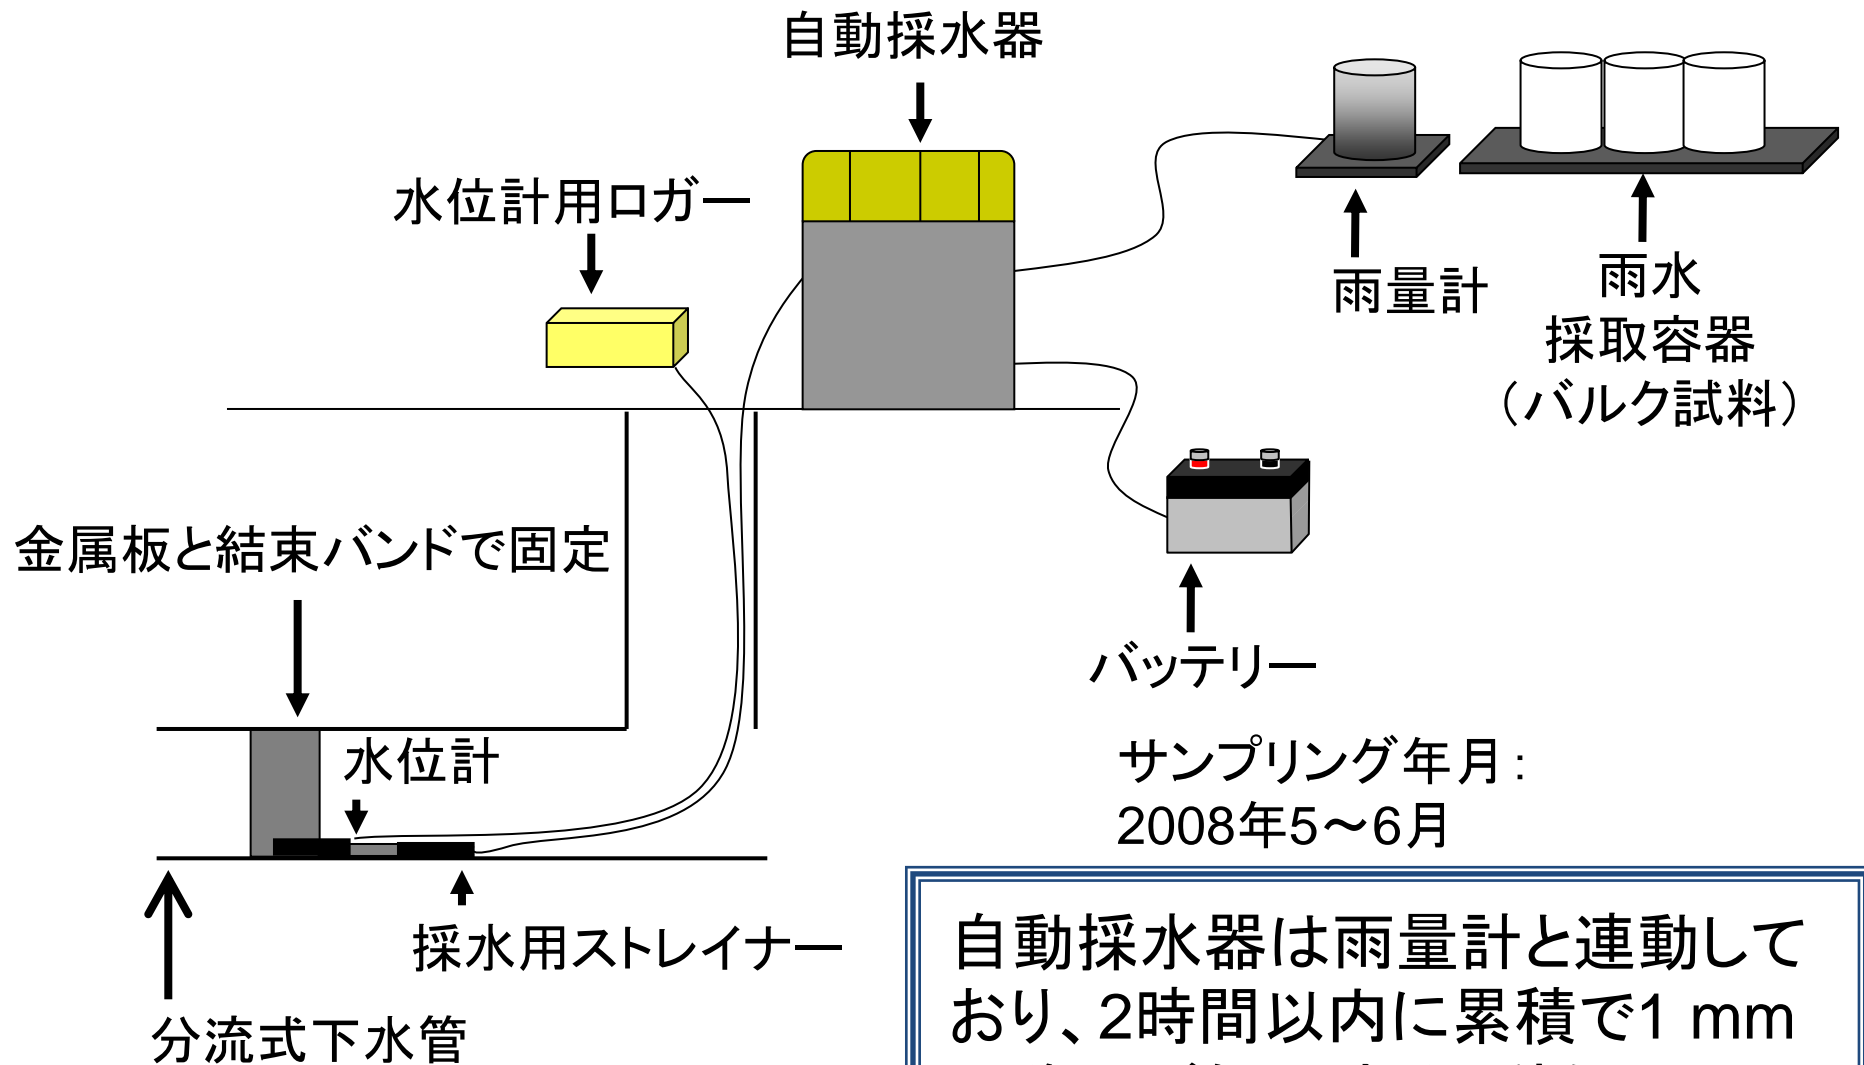 自動採水器
水位計用ロガー
雨量計
雨水
採取容器
（バルク試料）
金属板と結束バンドで固定
バッテリー
水位計
サンプリング年月：
2008年5～6月
採水用ストレイナー
分流式下水管
自動採水器は雨量計と連動して
おり、2時間以内に累積で1 mm